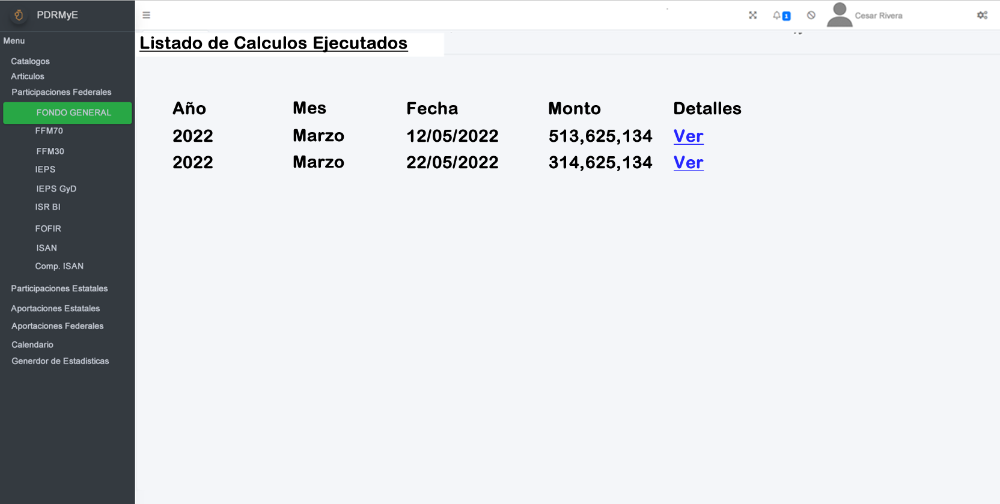 PDRMyE
1
Cesar Rivera
Menu
Catalogos
Articulos
Participaciones Federales
FONDO GENERAL
FFM70
FFM30
IEPS
IEPS GyD
ISR BI
FOFIR
ISAN
Comp. ISAN
Participaciones Estatales
Aportaciones Estatales
Aportaciones Federales
Calendario
Generdor de Estadisticas
Listado de Calculos Ejecutados
Año Mes Fecha Monto Detalles
2022 Marzo 12/05/2022 513,625,134 Ver
2022 Marzo 22/05/2022 314,625,134 Ver